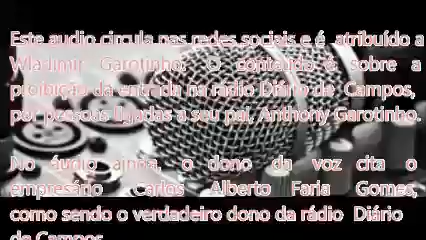 Este audio circula nas redes sociais e é atribuído a
Wladimir Garotinho. O conteúdo é sobre a
proibição da entrada na rádio Diário de Campos,
por pessoas ligadas a seu pai, Anthony Garotinho.
No áudio ainda, o dono da voz cita o
empresário Carlos Alberto Faria Gomes,
como sendo o verdadeiro dono da rádio Diário
de Campos